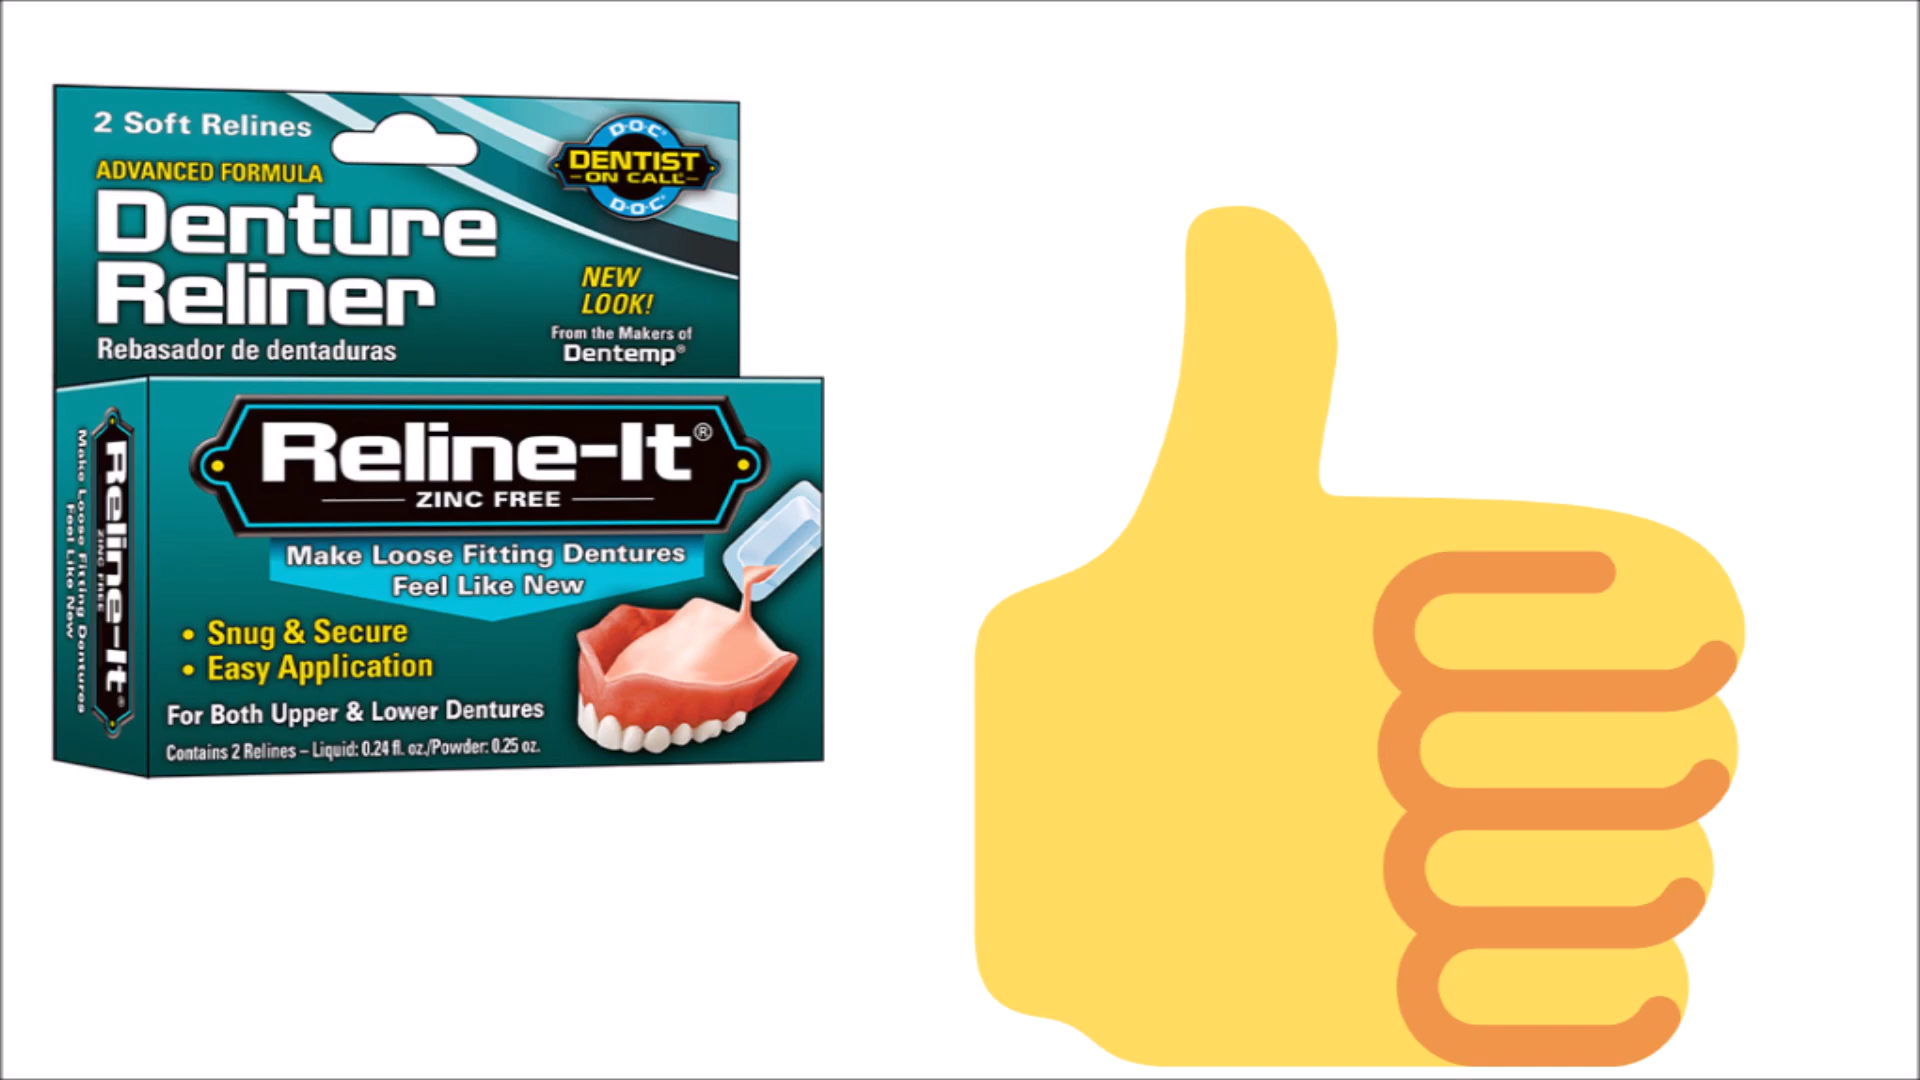 2 Soft Relines
ADVANCED FORMULA
Denture
Reliner
Rebasador de dentaduras
D·O·C®
DENTIST
ON CALL
D·O·C®
NEW
LOOK!
From the Makers of
Dentemp®
Reline-It®
ZINC FREE
Make Loose Fitting Dentures
Feel Like New
• Snug & Secure
• Easy Application
For Both Upper & Lower Dentures
Contains 2 Relines – Liquid: 0.24 fl. oz./Powder: 0.25 oz.
Reline-It®
ZINC FREE
Make Loose Fitting Dentures
Feel Like New